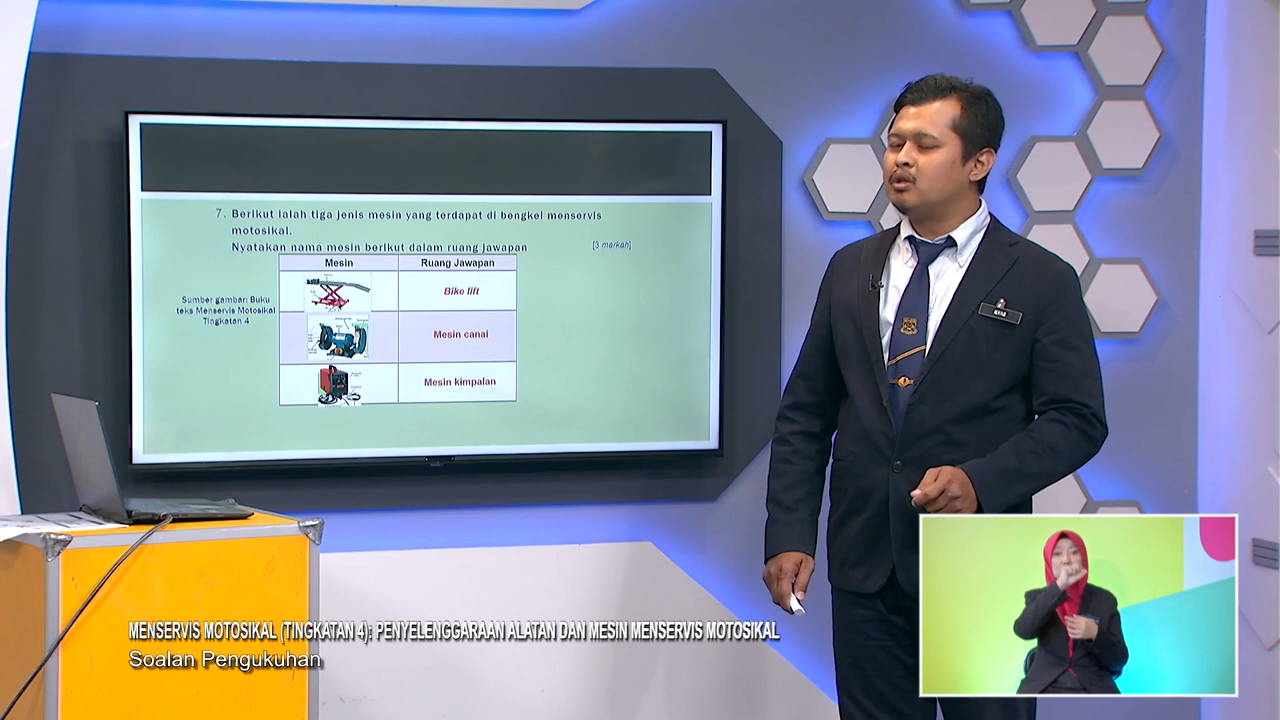 7. Berikut ialah tiga jenis mesin yang terdapat di bengkel menservis
motosikal.
Nyatakan nama mesin berikut dalam ruang jawapan
[3 markah]
Mesin
Ruang Jawapan
Sumber gambar: Buku
teks Menservis Motosikal
Tingkatan 4
Bike lift
Mesin canai
Mesin kimpalan
MENSERVIS MOTOSIKAL (TINGKATAN 4): PENYELENGGARAAN ALATAN DAN MESIN MENSERVIS MOTOSIKAL
Soalan Pengukuhan